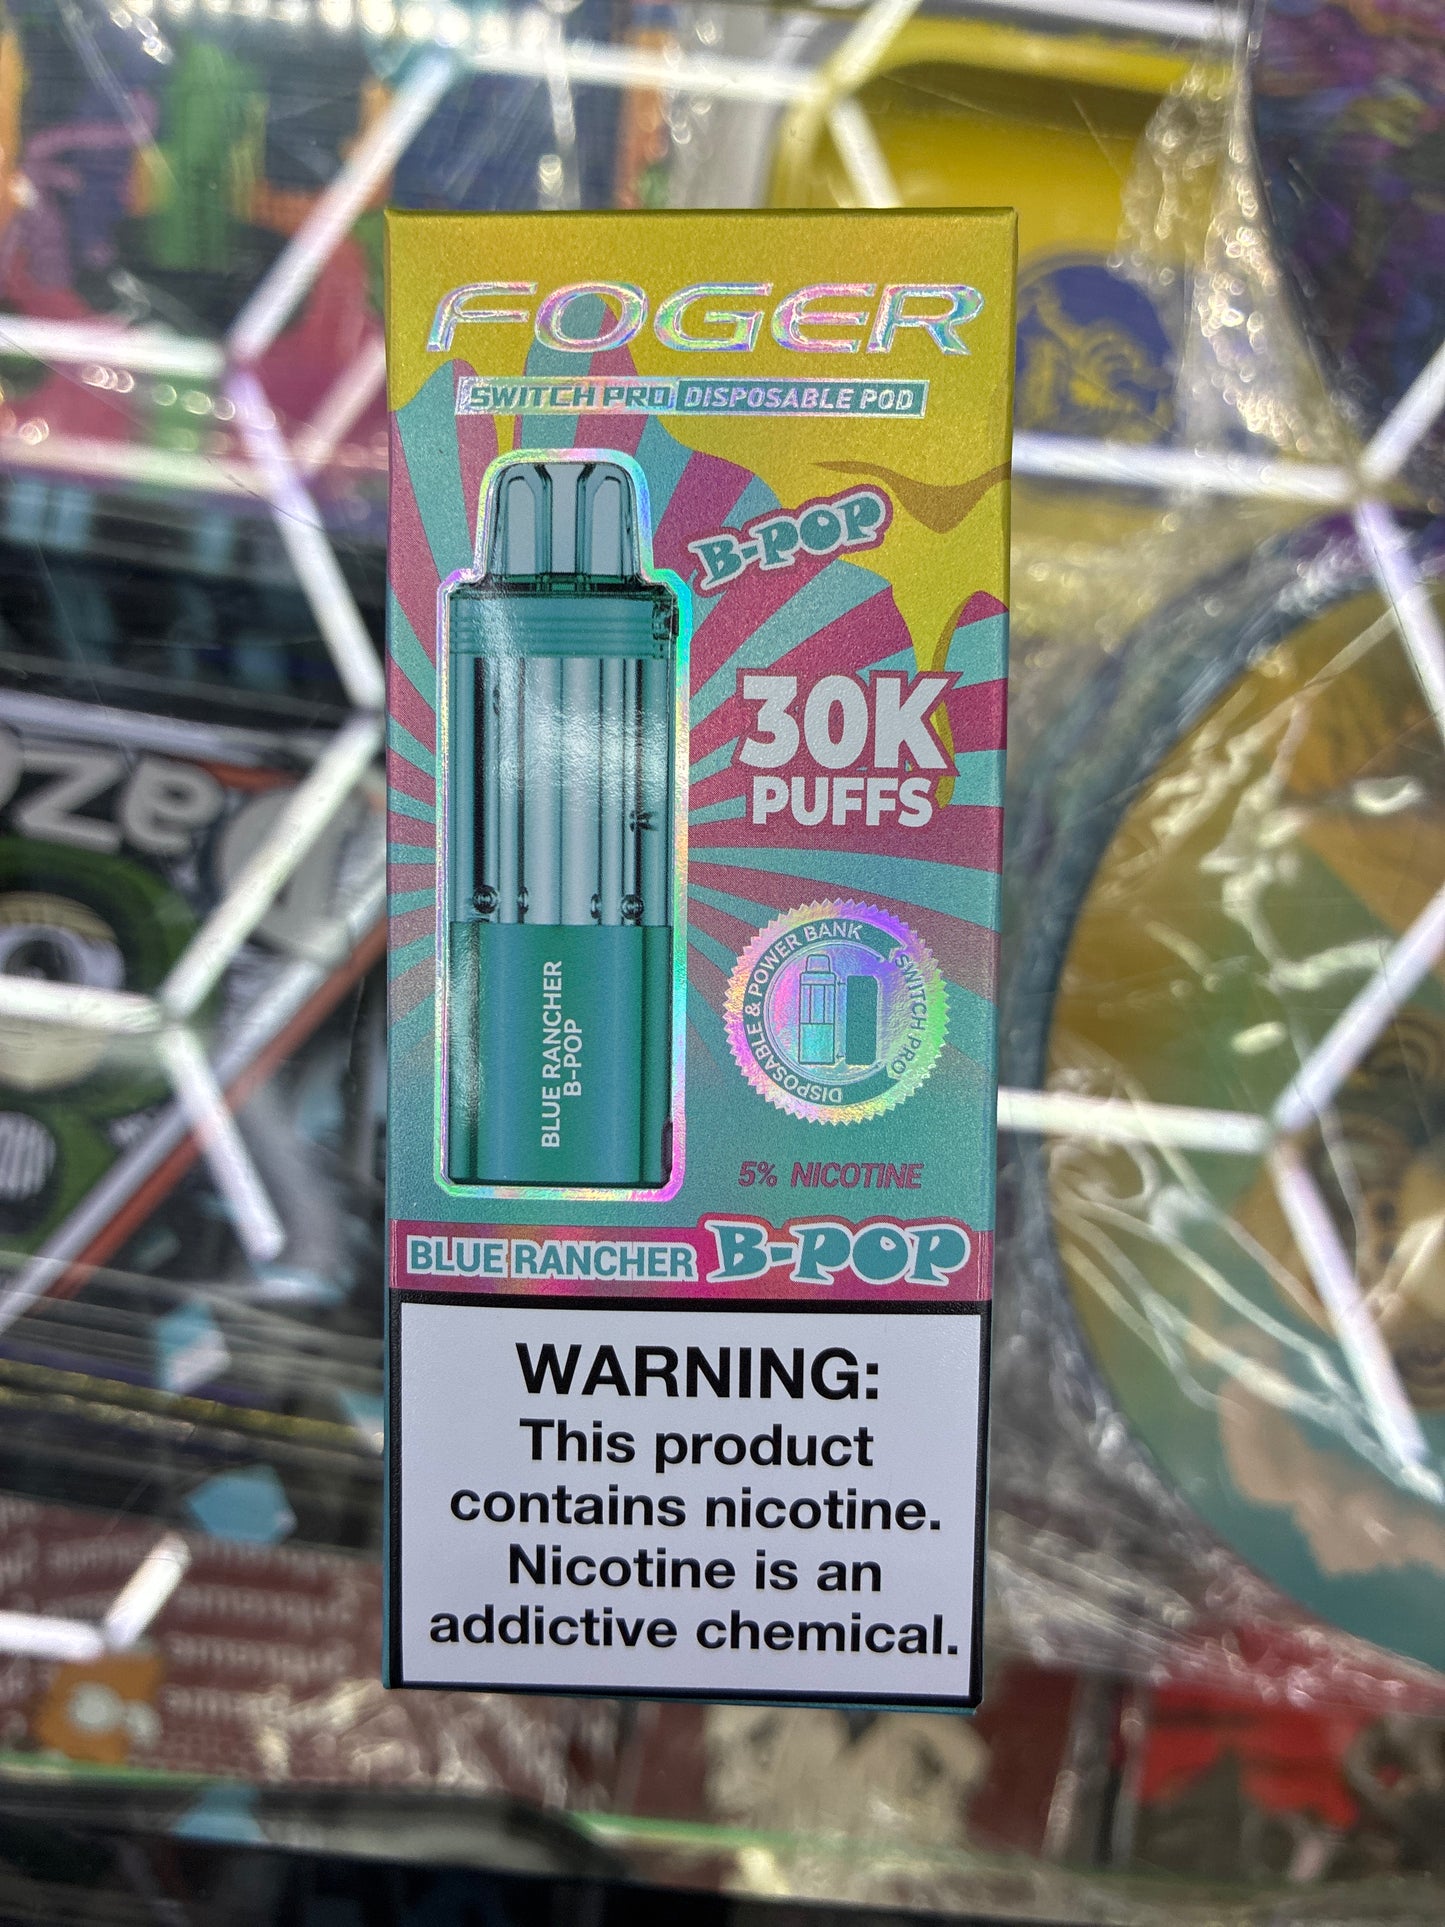 FOGER
SWITCH PRO DISPOSABLE POD
B-POP
30K
PUFFS
BLUE RANCHER
B-POP
DISPOSABLE & POWER BANK
SWITCH PRO
5% NICOTINE
BLUE RANCHER B-POP
WARNING:
This product
contains nicotine.
Nicotine is an
addictive chemical.